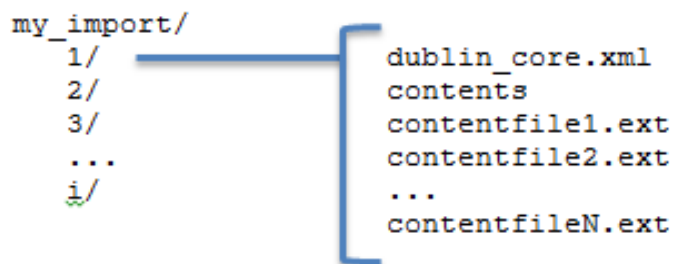 my_import/
1/
2/
3/
...
i/
dublin_core.xml
contents
contentfile1.ext
contentfile2.ext
...
contentfileN.ext